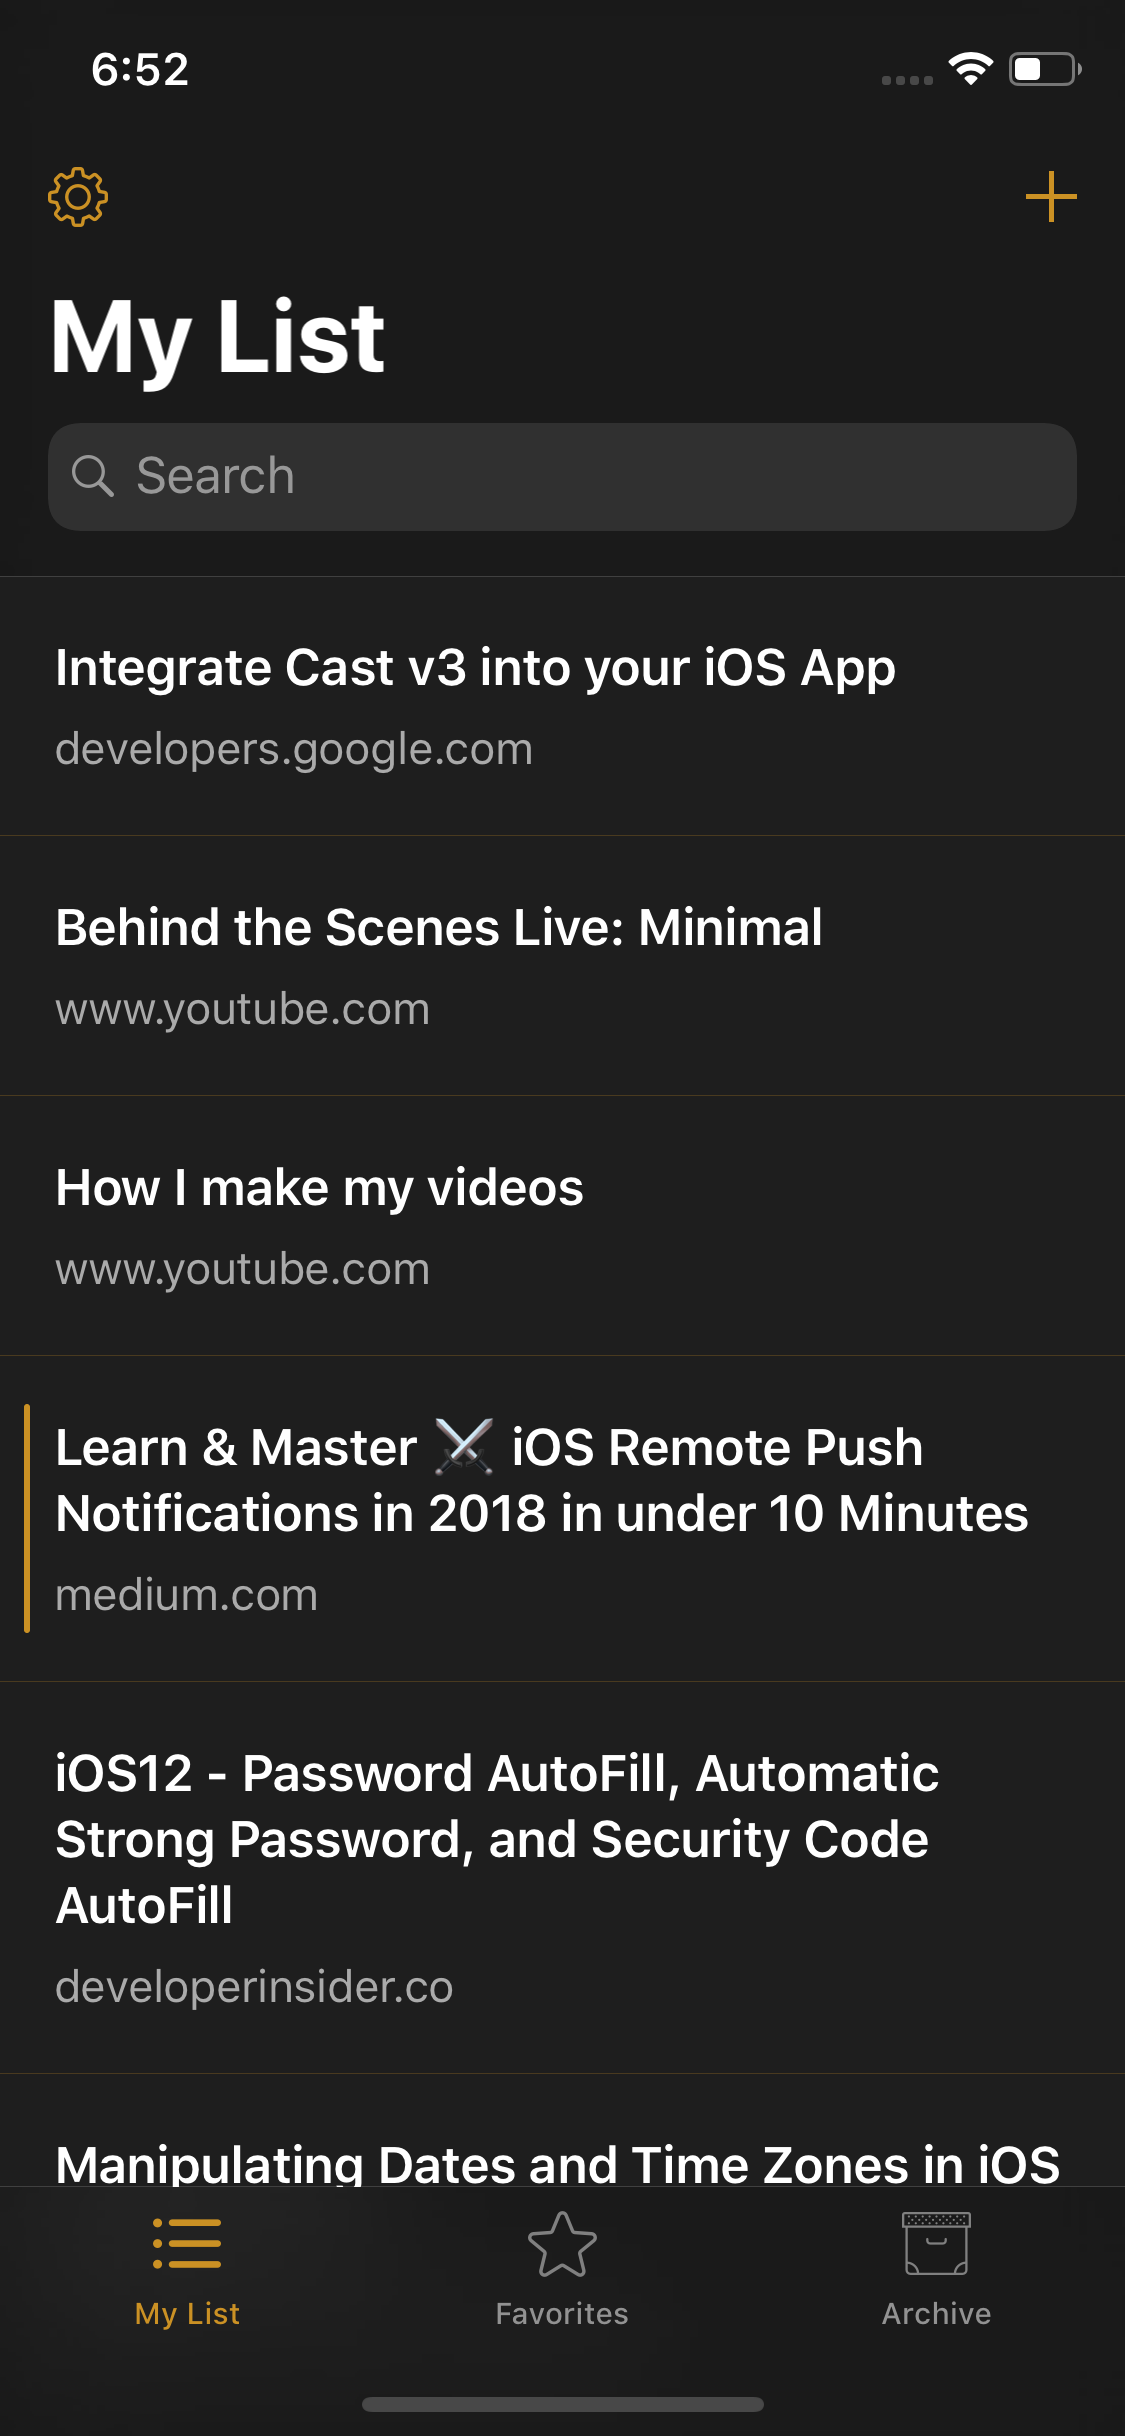 6:52
My List
Search
Integrate Cast v3 into your iOS App
developers.google.com
Behind the Scenes Live: Minimal
www.youtube.com
How I make my videos
www.youtube.com
Learn & Master ⚔️ iOS Remote Push
Notifications in 2018 in under 10 Minutes
medium.com
iOS12 - Password AutoFill, Automatic
Strong Password, and Security Code
AutoFill
developerinsider.co
Manipulating Dates and Time Zones in iOS
My List
Favorites
Archive